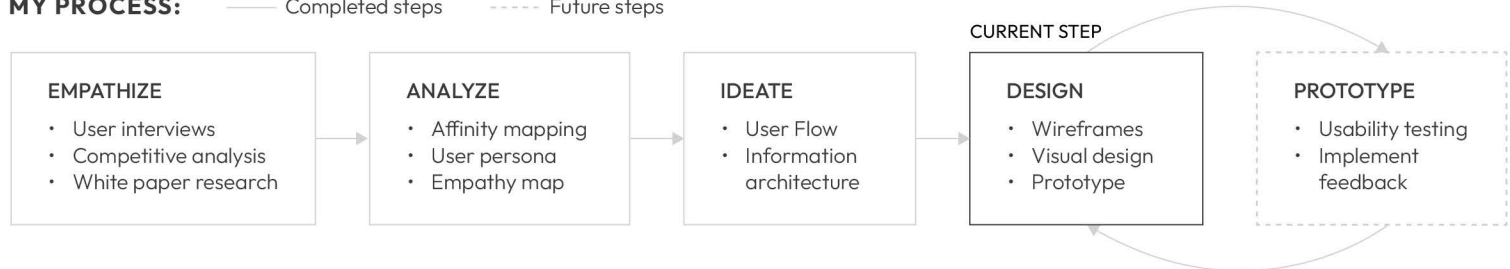 MY PROCESS:
Completed steps
Future steps
CURRENT STEP
EMPATHIZE
• User interviews
• Competitive analysis
• White paper research
ANALYZE
• Affinity mapping
• User persona
• Empathy map
IDEATE
• User Flow
• Information
architecture
DESIGN
• Wireframes
• Visual design
• Prototype
PROTOTYPE
• Usability testing
• Implement
feedback